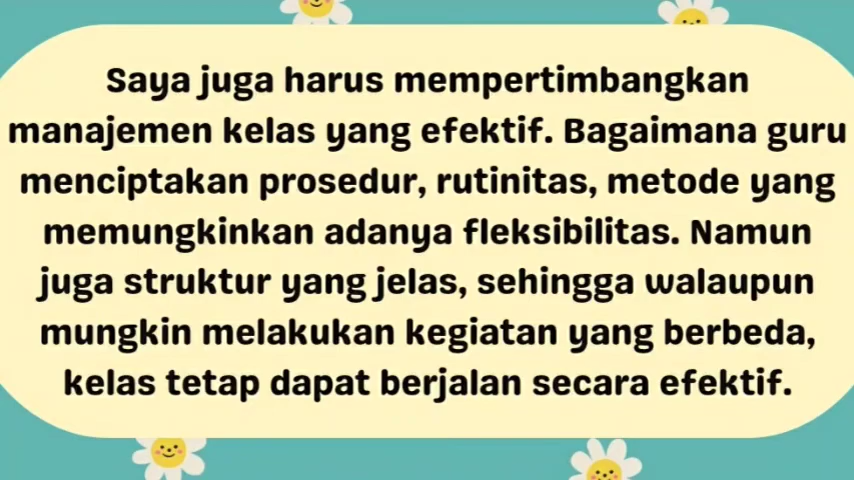 Saya juga harus mempertimbangkan
manajemen kelas yang efektif. Bagaimana guru
menciptakan prosedur, rutinitas, metode yang
memungkinkan adanya fleksibilitas. Namun
juga struktur yang jelas, sehingga walaupun
mungkin melakukan kegiatan yang berbeda,
kelas tetap dapat berjalan secara efektif.